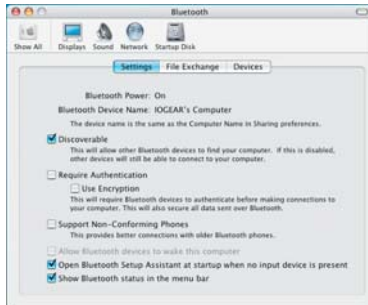 Bluetooth
Show All Displays Sound Network Startup Disk
Settings File Exchange Devices
Bluetooth Power: On
Bluetooth Device Name: IOGEAR's Computer
The device name is the same as the Computer Name in Sharing preferences.
Discoverable
This will allow other Bluetooth devices to find your computer. If this is disabled,
other devices will still be able to connect to your computer.
Require Authentication
Use Encryption
This will require Bluetooth devices to authenticate before making connections to
your computer. This will also secure all data sent over Bluetooth.
Support Non-Conforming Phones
This provides better connections with older Bluetooth phones.
Allow Bluetooth devices to wake this computer
Open Bluetooth Setup Assistant at startup when no input device is present
Show Bluetooth status in the menu bar